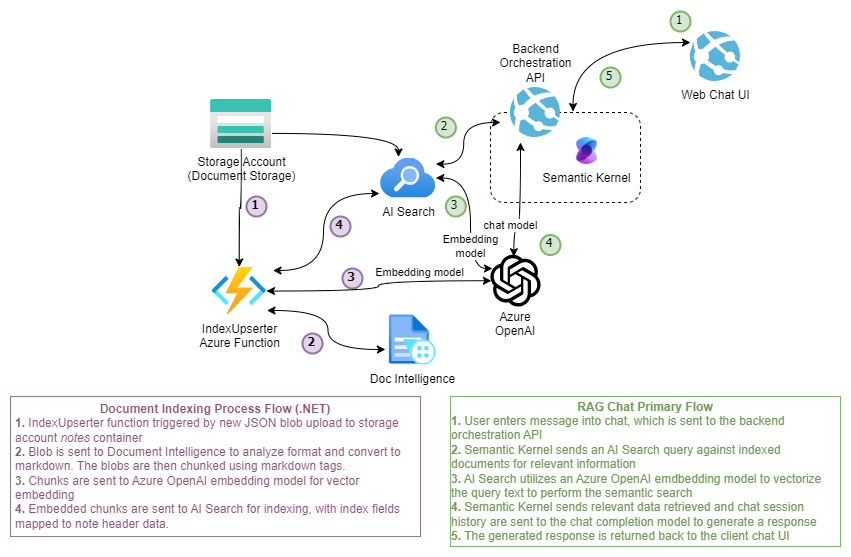 1
Backend
Orchestration
API
5
Web Chat UI
2
Storage Account
(Document Storage)
Semantic Kernel
AI Search
1
4
3
chat model
Embedding
model
4
3
Embedding model
IndexUpserter
Azure Function
Azure
OpenAI
2
Doc Intelligence
Document Indexing Process Flow (.NET)
1. IndexUpserter function triggered by new JSON blob upload to storage
account notes container
2. Blob is sent to Document Intelligence to analyze format and convert to
markdown. The blobs are then chunked using markdown tags.
3. Chunks are sent to Azure OpenAI embedding model for vector
embedding
4. Embedded chunks are sent to AI Search for indexing, with index fields
mapped to note header data.
RAG Chat Primary Flow
1. User enters message into chat, which is sent to the backend
orchestration API
2. Semantic Kernel sends an AI Search query against indexed
documents for relevant information
3. AI Search utilizes an Azure OpenAI emdbedding model to vectorize
the query text to perform the semantic search
4. Semantic Kernel sends relevant data retrieved and chat session
history are sent to the chat completion model to generate a response
5. The generated response is returned back to the client chat UI